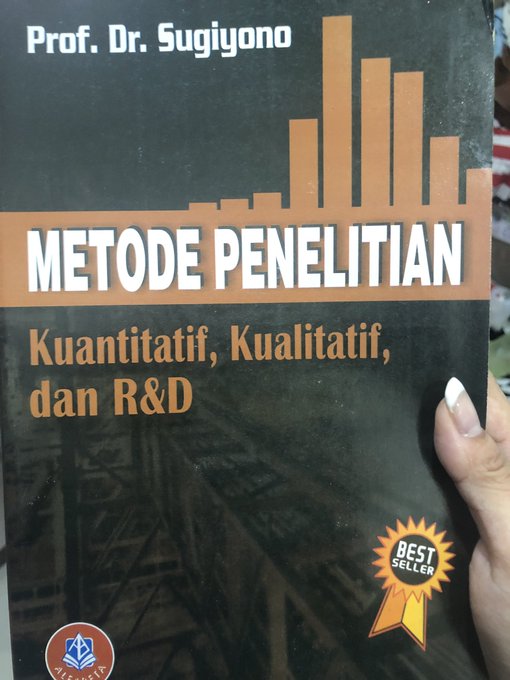 Prof. Dr. Sugiyono
METODE PENELITIAN
Kuantitatif, Kualitatif,
dan R&D
BEST
SELLER